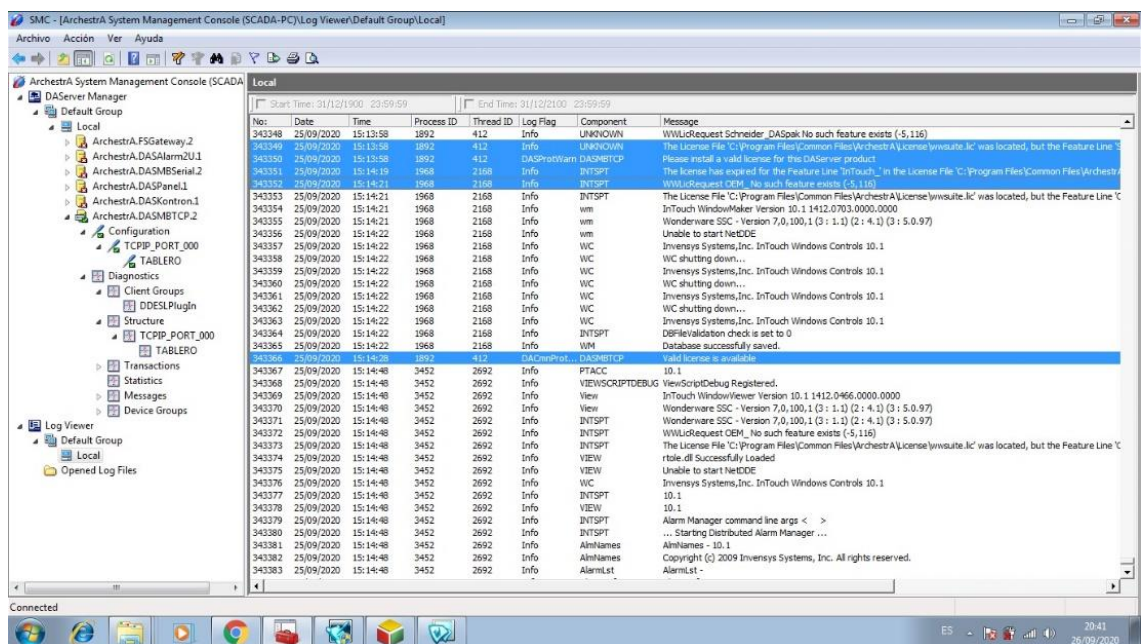 SMC - [ArchestrA System Management Console (SCADA-PC)\Log Viewer\Default Group\Local]
Archivo Acción Ver Ayuda
ArchestrA System Management Console (SCADA
DAServer Manager
Default Group
Local
ArchestrA.FSGateway.2
ArchestrA.DASAlarm2U.1
ArchestrA.DASMBSerial.2
ArchestrA.DASPanel.1
ArchestrA.DASKontron.1
ArchestrA.DASMBTCP.2
Configuration
TCPIP_PORT_000
TABLERO
Diagnostics
Client Groups
DDESLPlugIn
Structure
TCPIP_PORT_000
TABLERO
Transactions
Statistics
Messages
Device Groups
Log Viewer
Default Group
Local
Opened Log Files
Local
Start Time: 31/12/1900 23:59:59 End Time: 31/12/2100 23:59:59
No: Date Time Process ID Thread ID Log Flag Component Message
343348 25/09/2020 15:13:58 1892 412 Info UNKNOWN WWLicRequest Schneider_DASpak No such feature exists (-5,116)
343349 25/09/2020 15:13:58 1892 412 Info UNKNOWN The License File 'C:\Program Files\Common Files\ArchestrA\License\wwsuite.lic' was located, but the Feature Line 'S
343350 25/09/2020 15:13:58 1892 412 DASProtWarn DASMBTCP Please install a valid license for this DAServer product
343351 25/09/2020 15:14:19 1968 2168 Info INTSPT The license has expired for the Feature Line 'InTouch_' in the License File 'C:\Program Files\Common Files\ArchestrA
343352 25/09/2020 15:14:21 1968 2168 Info INTSPT WWLicRequest OEM_ No such feature exists (-5,116)
343353 25/09/2020 15:14:21 1968 2168 Info INTSPT The License File 'C:\Program Files\Common Files\ArchestrA\License\wwsuite.lic' was located, but the Feature Line 'C
343354 25/09/2020 15:14:21 1968 2168 Info wm InTouch WindowMaker Version 10.1 1412.0703.0000.0000
343355 25/09/2020 15:14:21 1968 2168 Info wm Wonderware SSC - Version 7,0,100,1 (3 : 1.1) (2 : 4.1) (3 : 5.0.97)
343356 25/09/2020 15:14:22 1968 2168 Info wm Unable to start NetDDE
343357 25/09/2020 15:14:22 1968 2168 Info WC Invensys Systems,Inc. InTouch Windows Controls 10.1
343358 25/09/2020 15:14:22 1968 2168 Info WC WC shutting down...
343359 25/09/2020 15:14:22 1968 2168 Info WC Invensys Systems,Inc. InTouch Windows Controls 10.1
343360 25/09/2020 15:14:22 1968 2168 Info WC WC shutting down...
343361 25/09/2020 15:14:22 1968 2168 Info WC Invensys Systems,Inc. InTouch Windows Controls 10.1
343362 25/09/2020 15:14:22 1968 2168 Info WC WC shutting down...
343363 25/09/2020 15:14:22 1968 2168 Info WC Invensys Systems,Inc. InTouch Windows Controls 10.1
343364 25/09/2020 15:14:22 1968 2168 Info INTSPT DBFileValidation check is set to 0
343365 25/09/2020 15:14:22 1968 2168 Info WM Database successfully saved.
343366 25/09/2020 15:14:28 1892 412 DACmnProt... DASMBTCP Valid license is available
343367 25/09/2020 15:14:48 3452 2692 Info PTACC 10.1
343368 25/09/2020 15:14:48 3452 2692 Info VIEWSCRIPTDEBUG ViewScriptDebug Registered.
343369 25/09/2020 15:14:48 3452 2692 Info View InTouch WindowViewer Version 10.1 1412.0466.0000.0000
343370 25/09/2020 15:14:48 3452 2692 Info View Wonderware SSC - Version 7,0,100,1 (3 : 1.1) (2 : 4.1) (3 : 5.0.97)
343371 25/09/2020 15:14:48 3452 2692 Info INTSPT Wonderware SSC - Version 7,0,100,1 (3 : 1.1) (2 : 4.1) (3 : 5.0.97)
343372 25/09/2020 15:14:48 3452 2692 Info INTSPT WWLicRequest OEM_ No such feature exists (-5,116)
343373 25/09/2020 15:14:48 3452 2692 Info INTSPT The License File 'C:\Program Files\Common Files\ArchestrA\License\wwsuite.lic' was located, but the Feature Line 'C
343374 25/09/2020 15:14:48 3452 2692 Info VIEW rtole.dll Successfully Loaded
343375 25/09/2020 15:14:48 3452 2692 Info VIEW Unable to start NetDDE
343376 25/09/2020 15:14:48 3452 2692 Info WC Invensys Systems,Inc. InTouch Windows Controls 10.1
343377 25/09/2020 15:14:48 3452 2692 Info INTSPT 10.1
343378 25/09/2020 15:14:48 3452 2692 Info VIEW 10.1
343379 25/09/2020 15:14:48 3452 2692 Info INTSPT Alarm Manager command line args < >
343380 25/09/2020 15:14:48 3452 2692 Info INTSPT ... Starting Distributed Alarm Manager ...
343381 25/09/2020 15:14:48 3452 2692 Info AlmNames AlmNames - 10.1
343382 25/09/2020 15:14:48 3452 2692 Info AlmNames Copyright (c) 2009 Invensys Systems, Inc. All rights reserved.
343383 25/09/2020 15:14:48 3452 2692 Info AlarmLst AlarmLst -
Connected
ES
20:41
26/09/2020